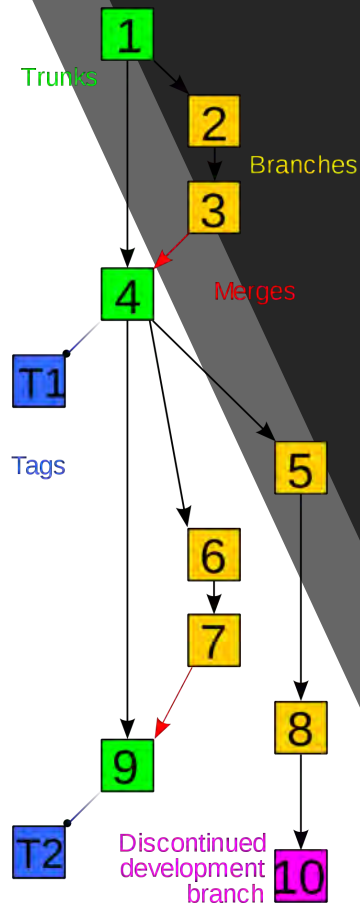 1
Trunks
2
Branches
3
4
Merges
T1
Tags
5
6
7
8
9
T2
Discontinued
development
branch
10